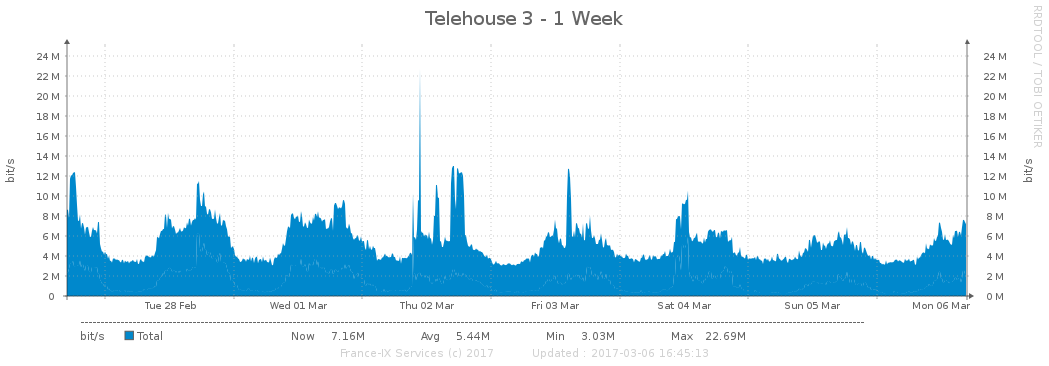 Telehouse 3 - 1 Week
RRDTOOL / TOBI OETIKER
bit/s
24 M 24 M
22 M 22 M
20 M 20 M
18 M 18 M
16 M 16 M
14 M 14 M
12 M 12 M
10 M 10 M
8 M 8 M
6 M 6 M
4 M 4 M
2 M 2 M
0 0 M
bit/s
Tue 28 Feb Wed 01 Mar Thu 02 Mar Fri 03 Mar Sat 04 Mar Sun 05 Mar Mon 06 Mar
bit/s Total Now 7.16M Avg 5.44M Min 3.03M Max 22.69M
France-IX Services (c) 2017 Updated : 2017-03-06 16:45:13